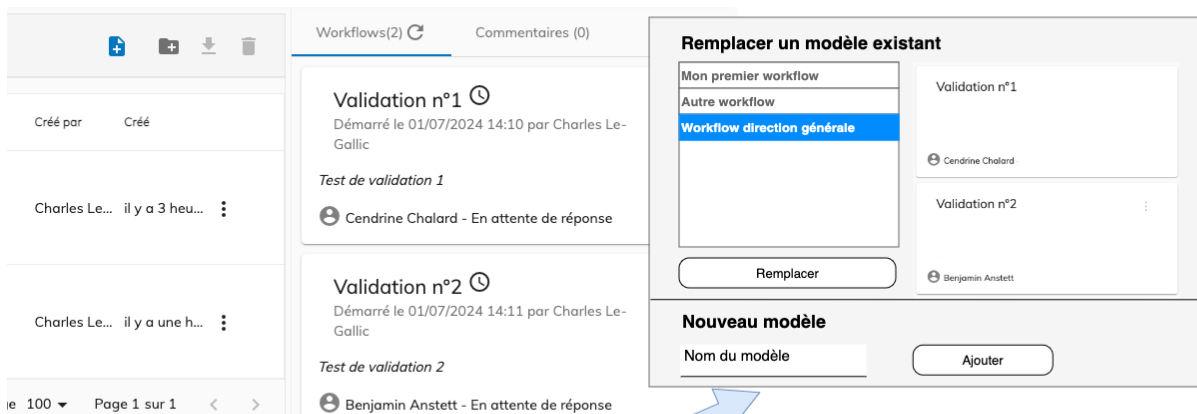 Créé par
Créé
Charles Le...
il y a 3 heu...
Charles Le...
il y a une h...
100
Page 1 sur 1
Workflows(2)
Commentaires (0)
Validation n°1
Démarré le 01/07/2024 14:10 par Charles Le-
Gallic
Test de validation 1
Cendrine Chalard - En attente de réponse
Validation n°2
Démarré le 01/07/2024 14:11 par Charles Le-
Gallic
Test de validation 2
Benjamin Anstett - En attente de réponse
Remplacer un modèle existant
Mon premier workflow
Autre workflow
Workflow direction générale
Remplacer
Validation n°1
Cendrine Chalard
Validation n°2
Benjamin Anstett
Nouveau modèle
Nom du modèle
Ajouter